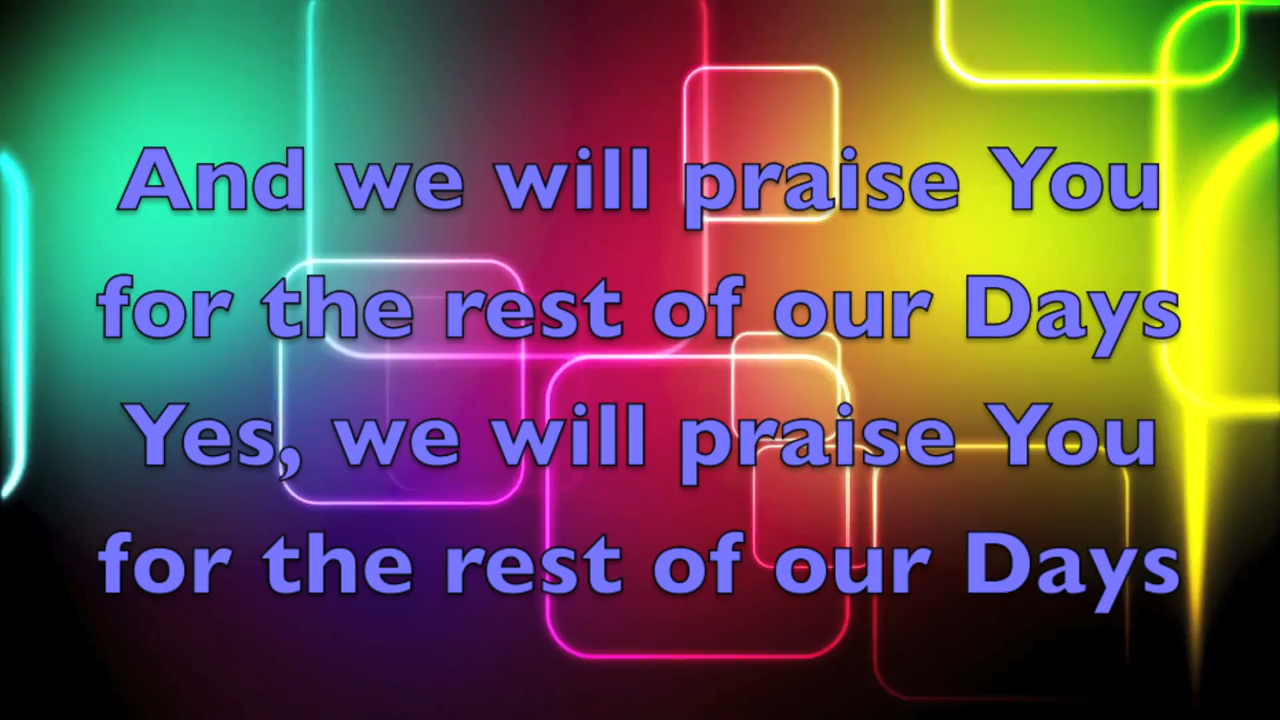 And we will praise You
for the rest of our Days
Yes, we will praise You
for the rest of our Days